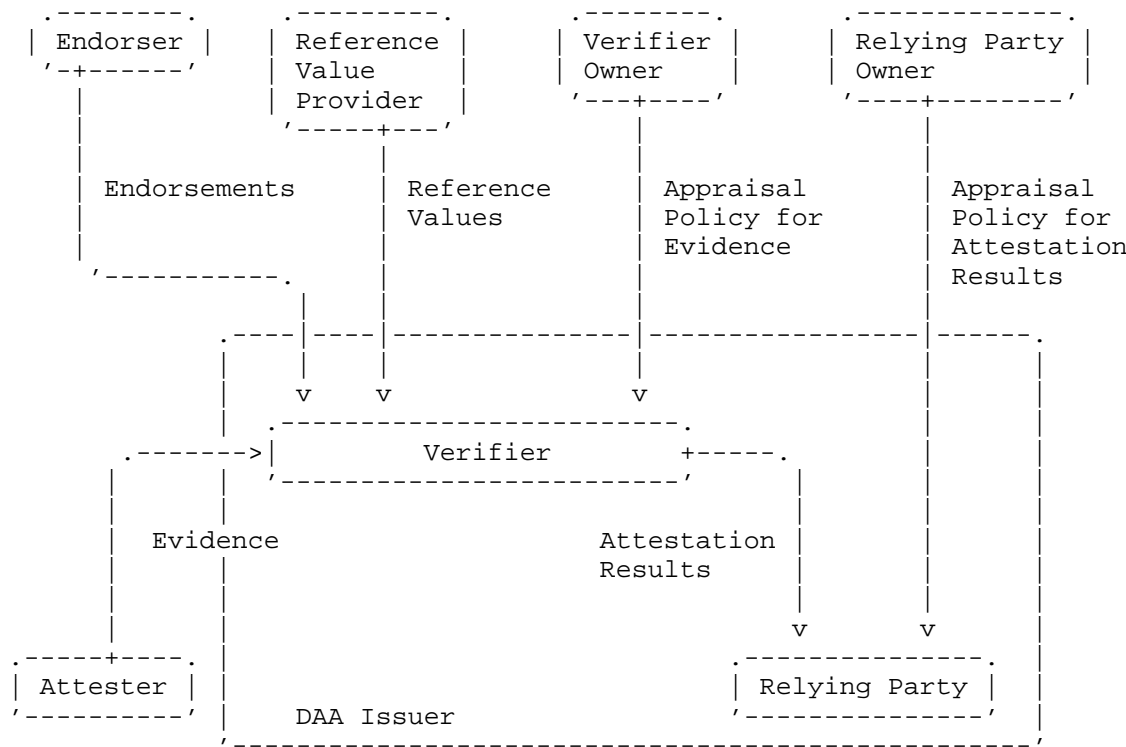 Endorser Reference Verifier Relying Party
Value Owner Owner
Provider
Endorsements Reference Appraisal Appraisal
Values Policy for Policy for
Evidence Attestation
Results
v v v
Verifier
Evidence Attestation
Results
v v
Attester Relying Party
DAA Issuer